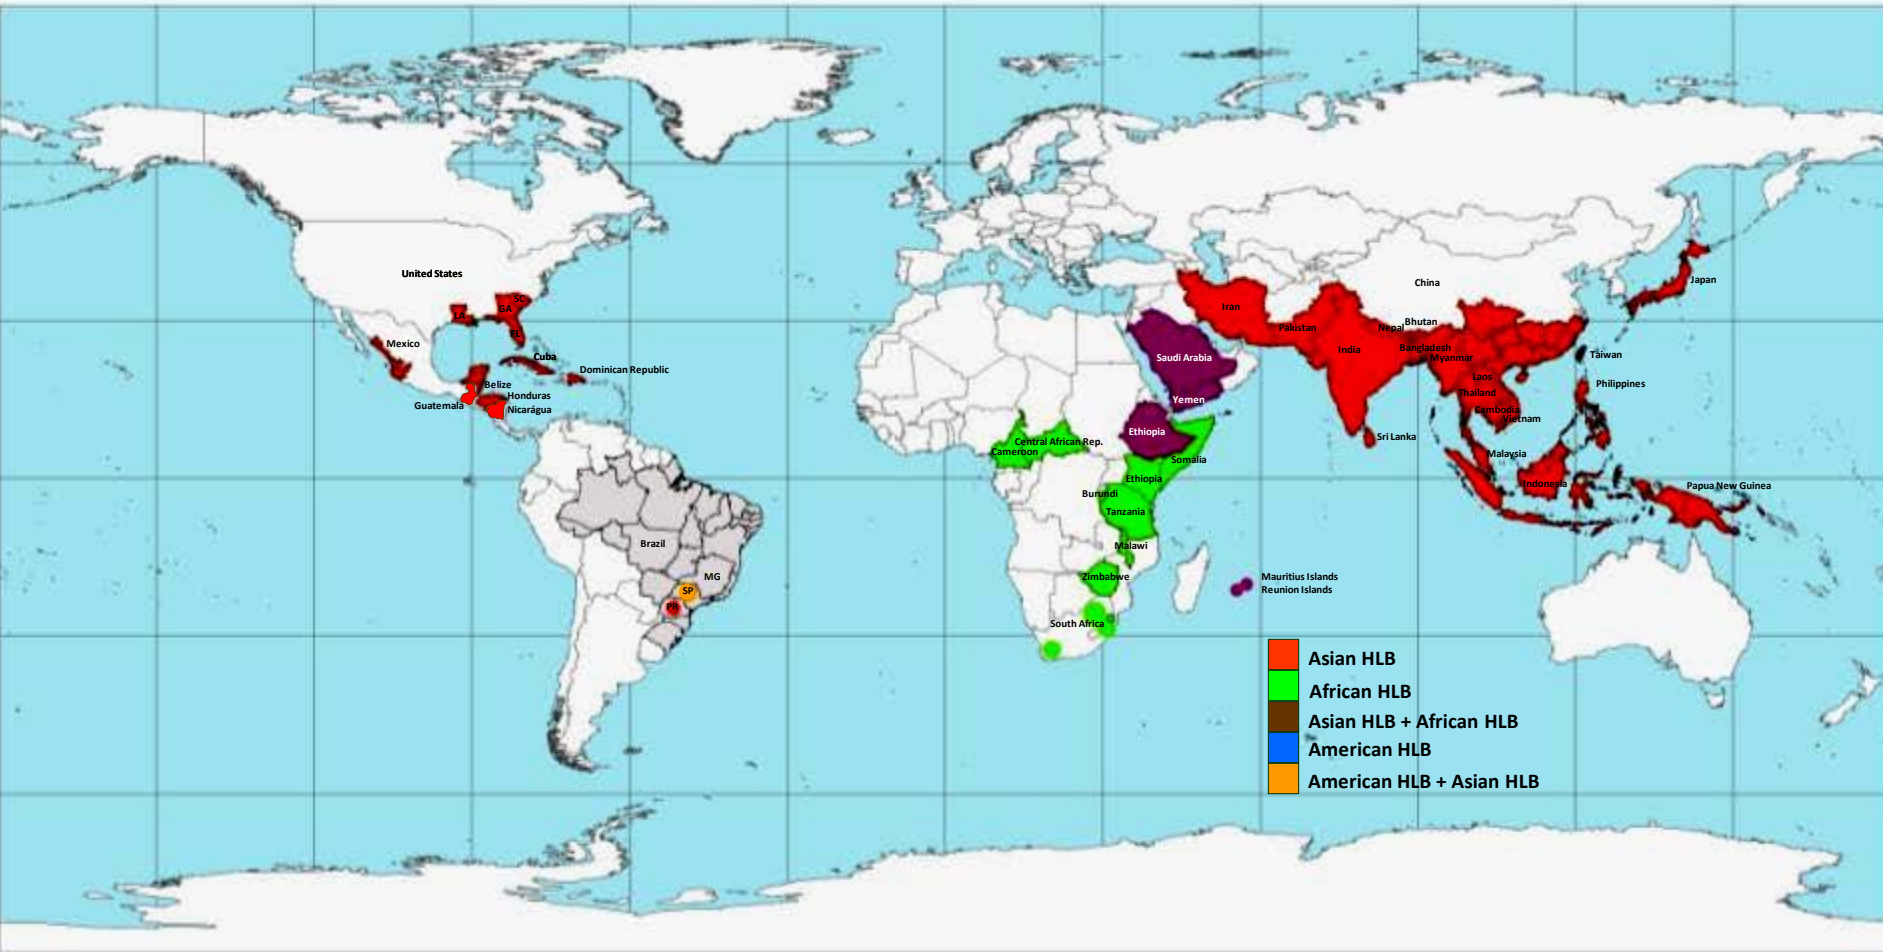 United States
SC
GA
LA
FL
Mexico
Cuba
Dominican Republic
Belize
Honduras
Guatemala
Nicarágua
Brazil
MG
SP
PR
China
Japan
Iran
Pakistan
Nepal
Bhutan
India
Bangladesh
Myanmar
Taiwan
Saudi Arabia
Laos
Philippines
Thailand
Yemen
Cambodia
Vietnam
Ethiopia
Sri Lanka
Central African Rep.
Cameroon
Somalia
Malaysia
Ethiopia
Indonesia
Papua New Guinea
Burundi
Tanzania
Malawi
Zimbabwe
Mauritius Islands
Reunion Islands
South Africa
Asian HLB
African HLB
Asian HLB + African HLB
American HLB
American HLB + Asian HLB